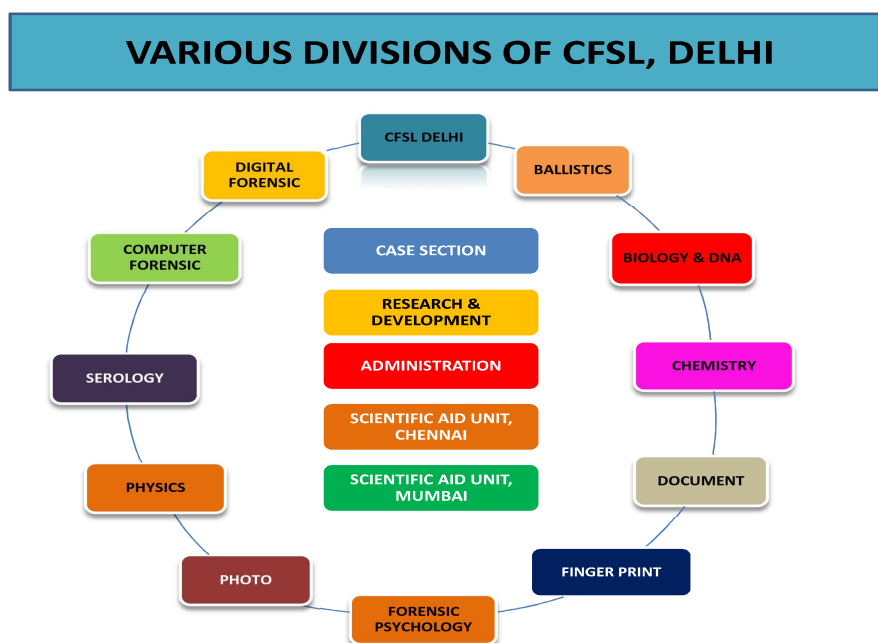 VARIOUS DIVISIONS OF CFSL, DELHI
CFSL DELHI
BALLISTICS
BIOLOGY & DNA
CHEMISTRY
DOCUMENT
FINGER PRINT
FORENSIC
PSYCHOLOGY
PHOTO
PHYSICS
SEROLOGY
COMPUTER
FORENSIC
DIGITAL
FORENSIC
CASE SECTION
RESEARCH &
DEVELOPMENT
ADMINISTRATION
SCIENTIFIC AID UNIT,
CHENNAI
SCIENTIFIC AID UNIT,
MUMBAI